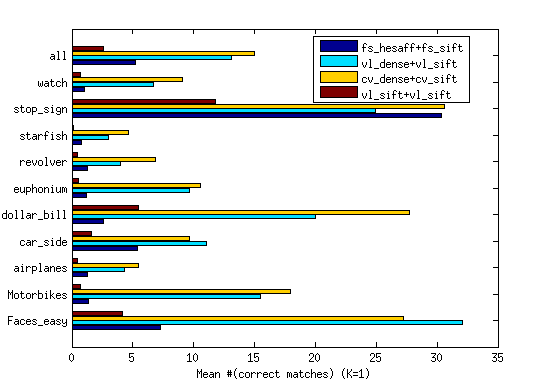 fs_hesaff+fs_sift
vl_dense+vl_sift
cv_dense+cv_sift
vl_sift+vl_sift
all
watch
stop_sign
starfish
revolver
euphonium
dollar_bill
car_side
airplanes
Motorbikes
Faces_easy
0 5 10 15 20 25 30 35
Mean #(correct matches) (K=1)